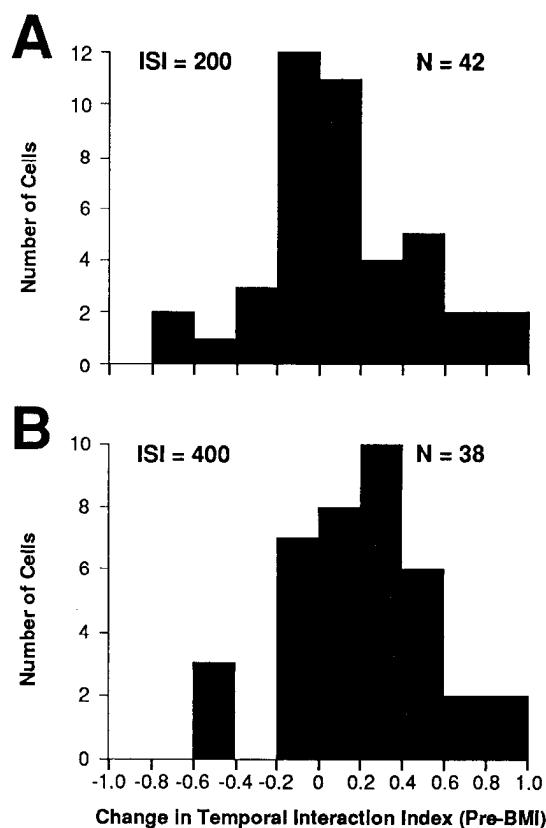 A
ISI = 200
N = 42
12
10
8
6
4
2
0
Number of Cells
B
ISI = 400
N = 38
10
8
6
4
2
0
Number of Cells
-1.0 -0.8 -0.6 -0.4 -0.2 0 0.2 0.4 0.6 0.8 1.0
Change in Temporal Interaction Index (Pre-BMI)